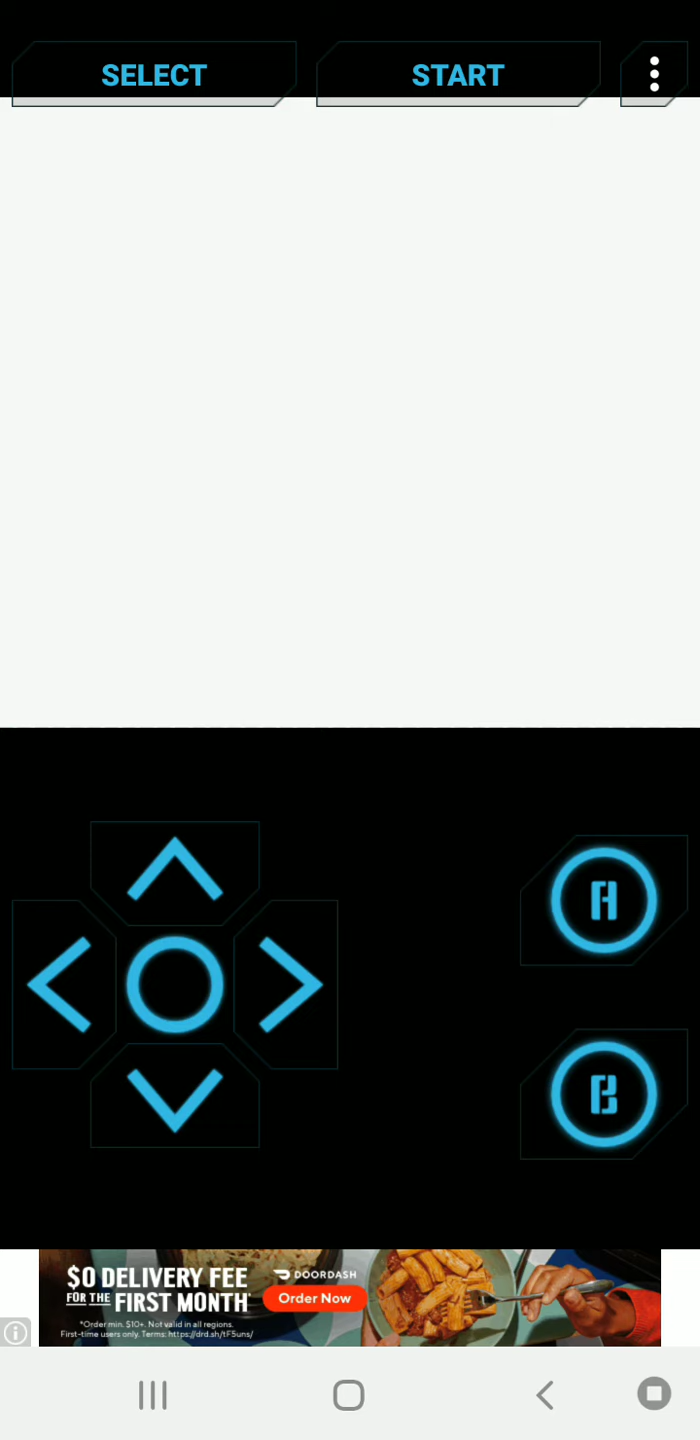 SELECT START
A
B
$0 DELIVERY FEE
FOR THE FIRST MONTH*
DOORDASH
Order Now
*Order min. $10+. Not valid in all regions.
First-time users only. Terms: https://drd.sh/tF5uns/